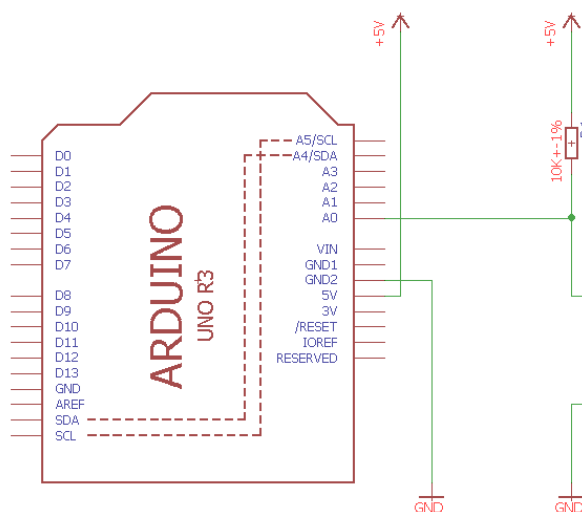 +5V
+5V
10K+-1%
A5/SCL
A4/SDA
A3
A2
A1
A0
VIN
GND1
GND2
5V
3V
/RESET
IOREF
RESERVED
D0
D1
D2
D3
D4
D5
D6
D7
D8
D9
D10
D11
D12
D13
GND
AREF
SDA
SCL
ARDUINO
UNO R3
GND
GND